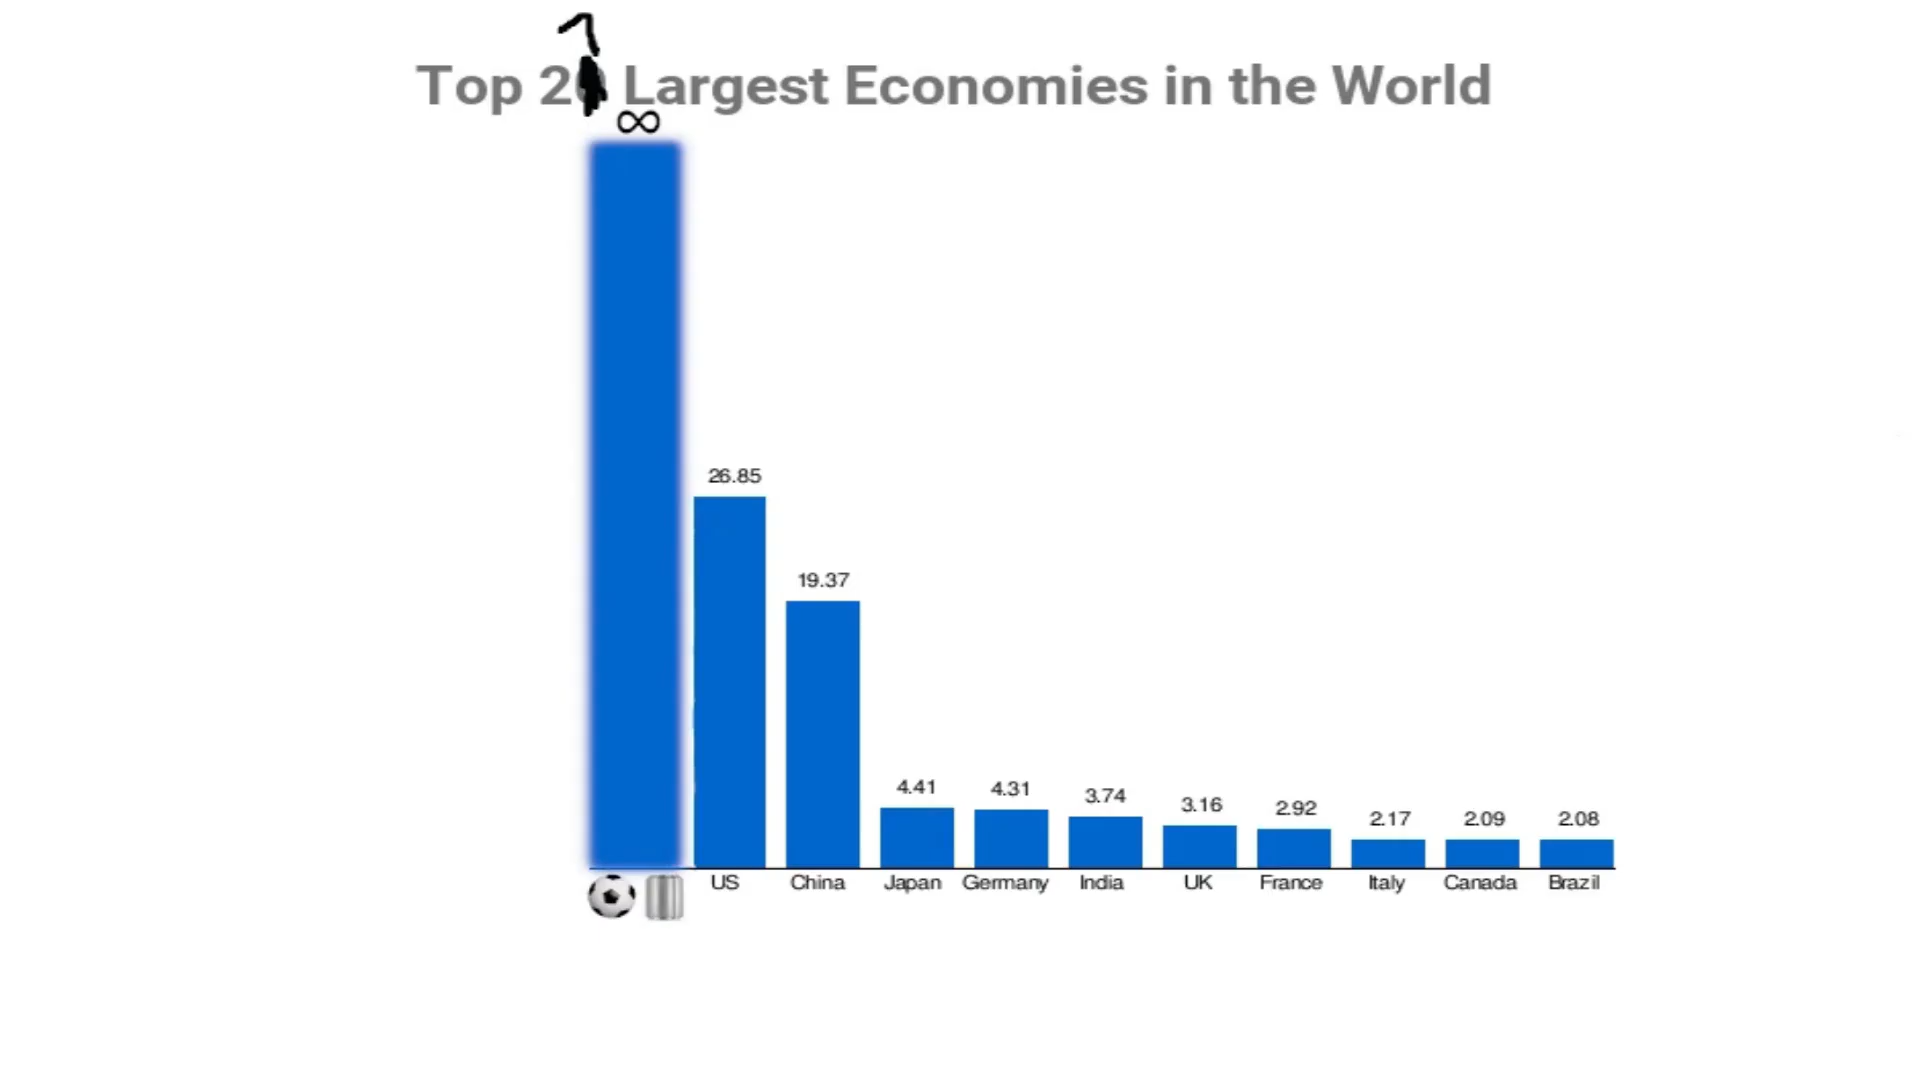 1
Top 2 Largest Economies in the World
∞
26.85
19.37
4.41 4.31 3.74 3.16 2.92 2.17 2.09 2.08
US China Japan Germany India UK France Italy Canada Brazil